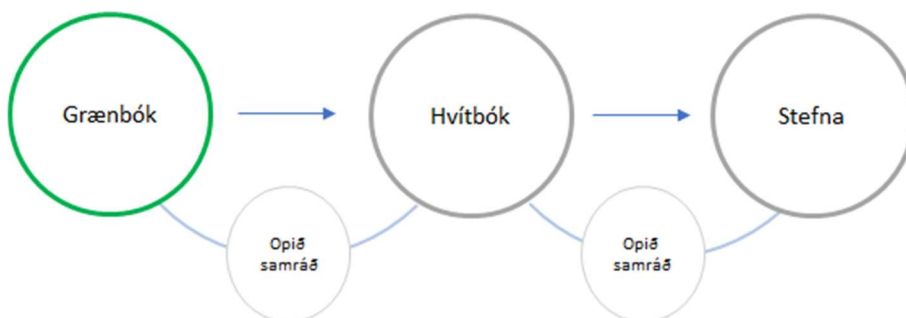 Grænbók
Hvítbók
Stefna
Opið
samráð
Opið
samráð